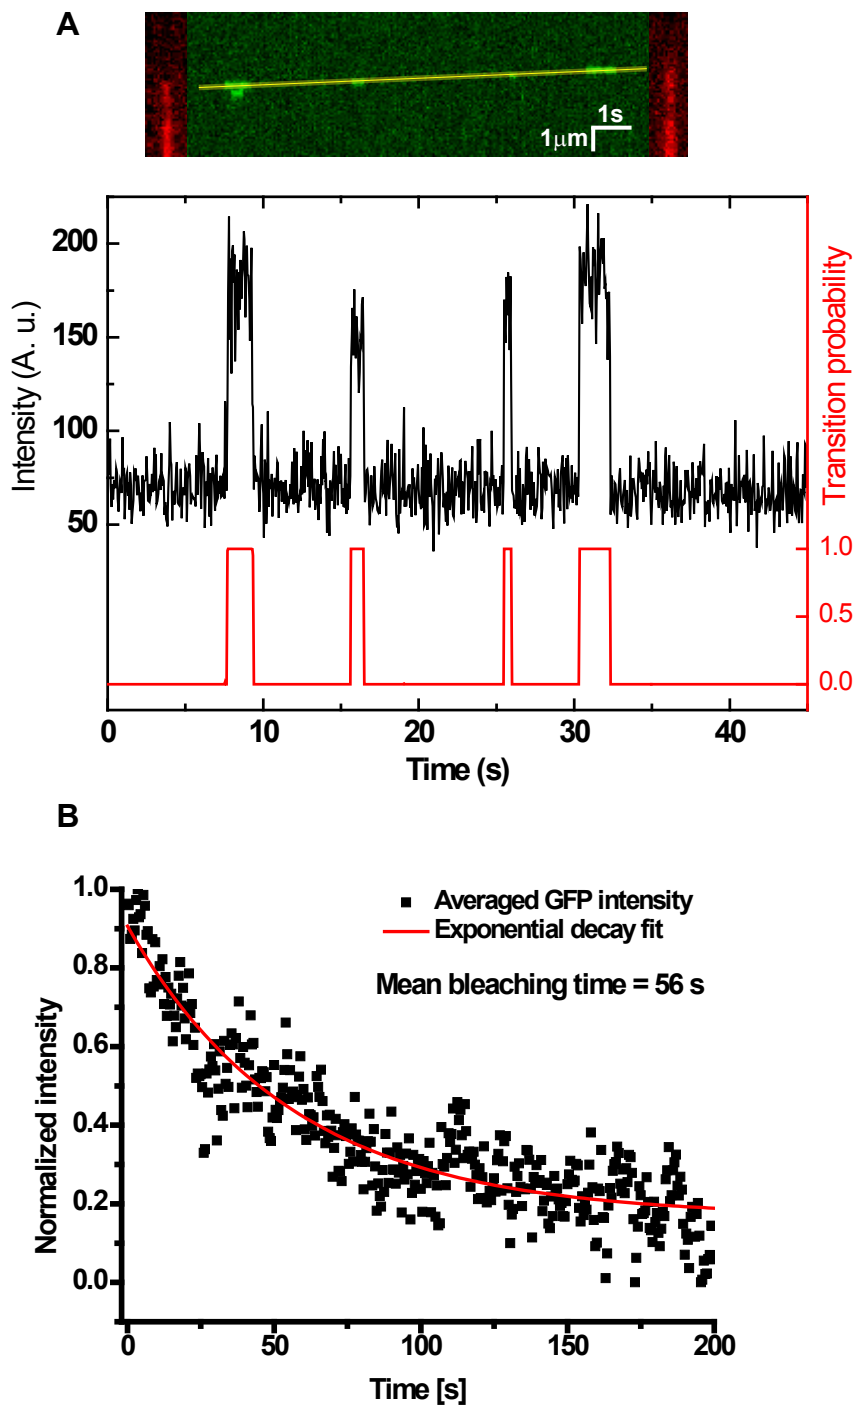 A
1s
1μm
200
150
100
50
Intensity (A. u.)
Transition probability
1.0
0.5
0.0
0
10
20
30
40
Time (s)
B
1.0
0.8
0.6
0.4
0.2
0.0
Normalized intensity
Averaged GFP intensity
Exponential decay fit
Mean bleaching time = 56 s
0
50
100
150
200
Time [s]